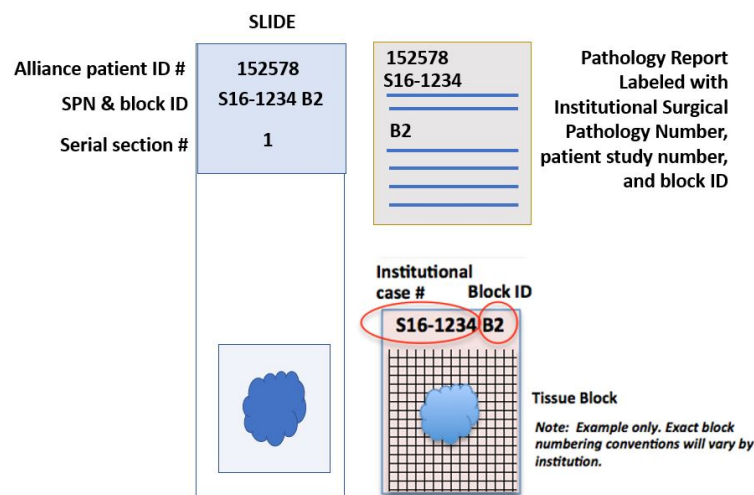 SLIDE
Alliance patient ID #
152578
SPN & block ID
S16-1234 B2
Serial section #
1
152578
S16-1234
B2
Pathology Report
Labeled with
Institutional Surgical
Pathology Number,
patient study number,
and block ID
Institutional
case #
Block ID
S16-1234 B2
Tissue Block
Note: Example only. Exact block
numbering conventions will vary by
institution.